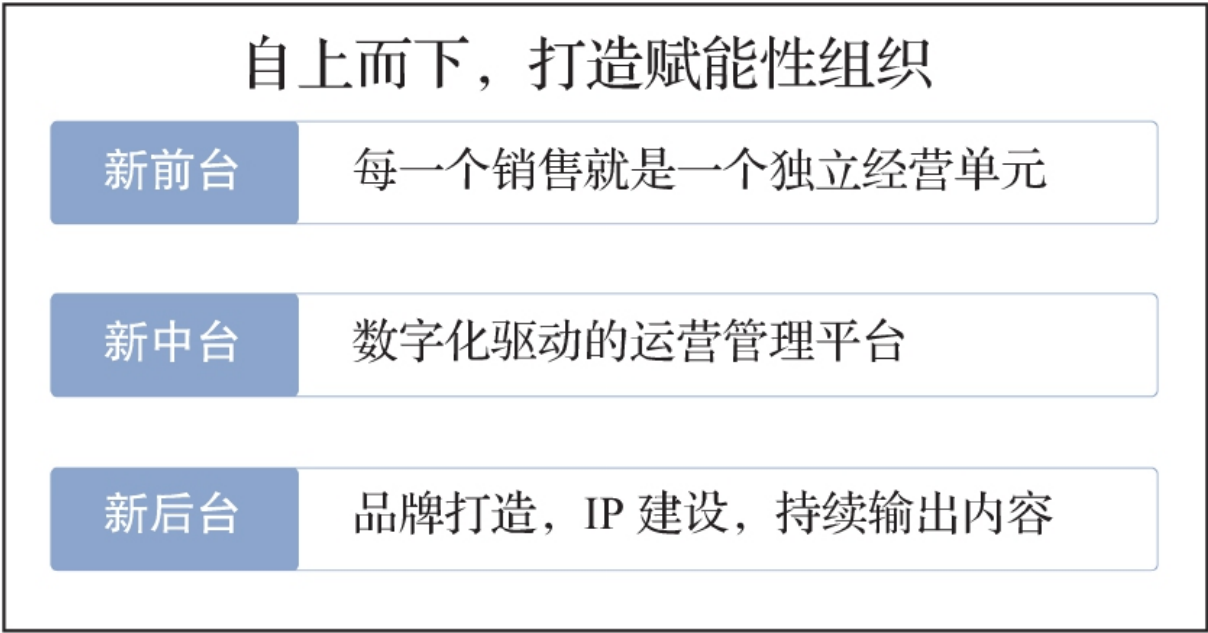 自上而下，打造赋能性组织
新前台
每一个销售就是一个独立经营单元
新中台
数字化驱动的运营管理平台
新后台
品牌打造，IP 建设，持续输出内容